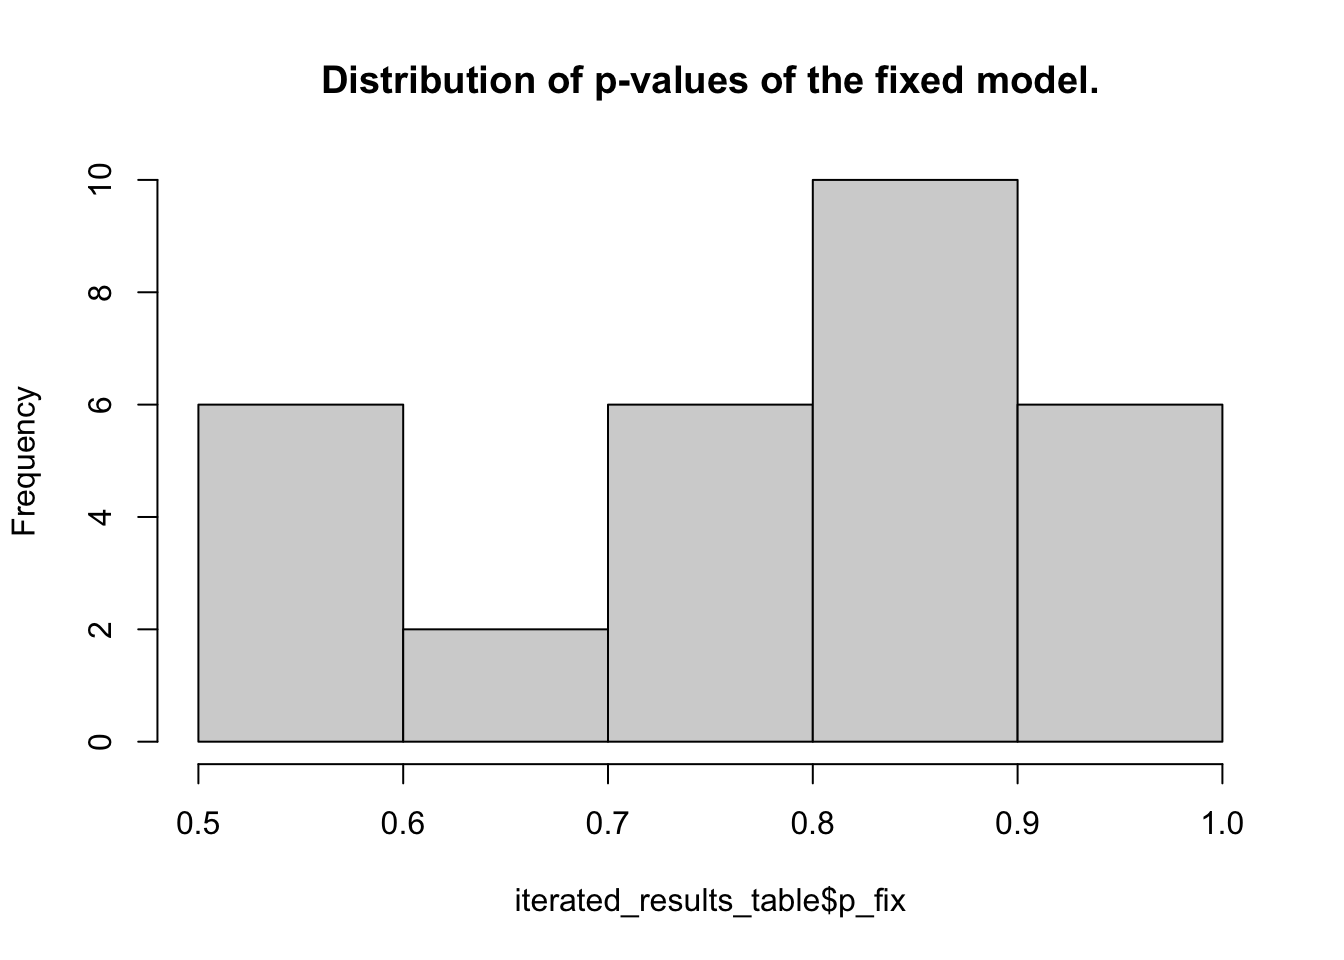 Distribution of p-values of the fixed model.
10
8
6
4
2
0
Frequency
0.5 0.6 0.7 0.8 0.9 1.0
iterated_results_table$p_fix